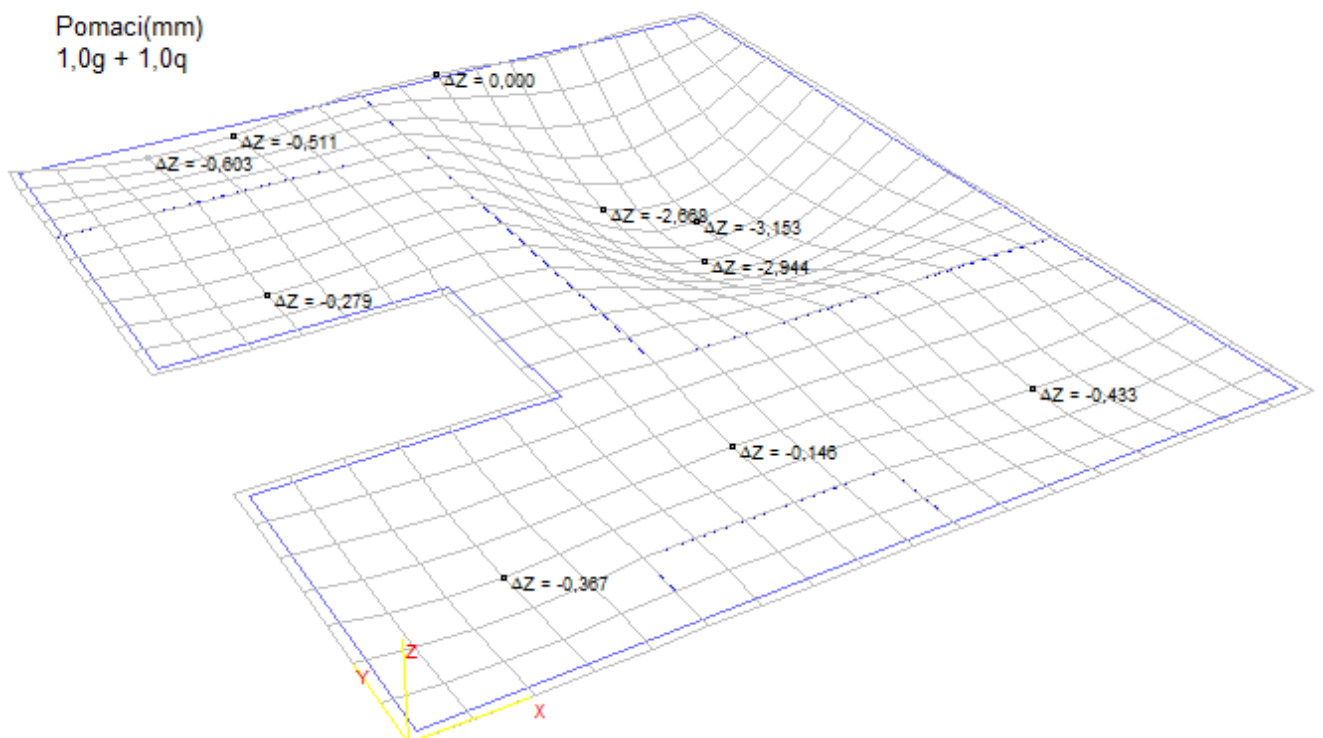 Pomaci(mm)
1,0g + 1,0q
ΔZ = 0,000
ΔZ = -0,511
ΔZ = -0,603
ΔZ = -2,668
ΔZ = -3,153
ΔZ = -2,944
ΔZ = -0,279
ΔZ = -0,433
ΔZ = -0,146
ΔZ = -0,367
Z
Y
X